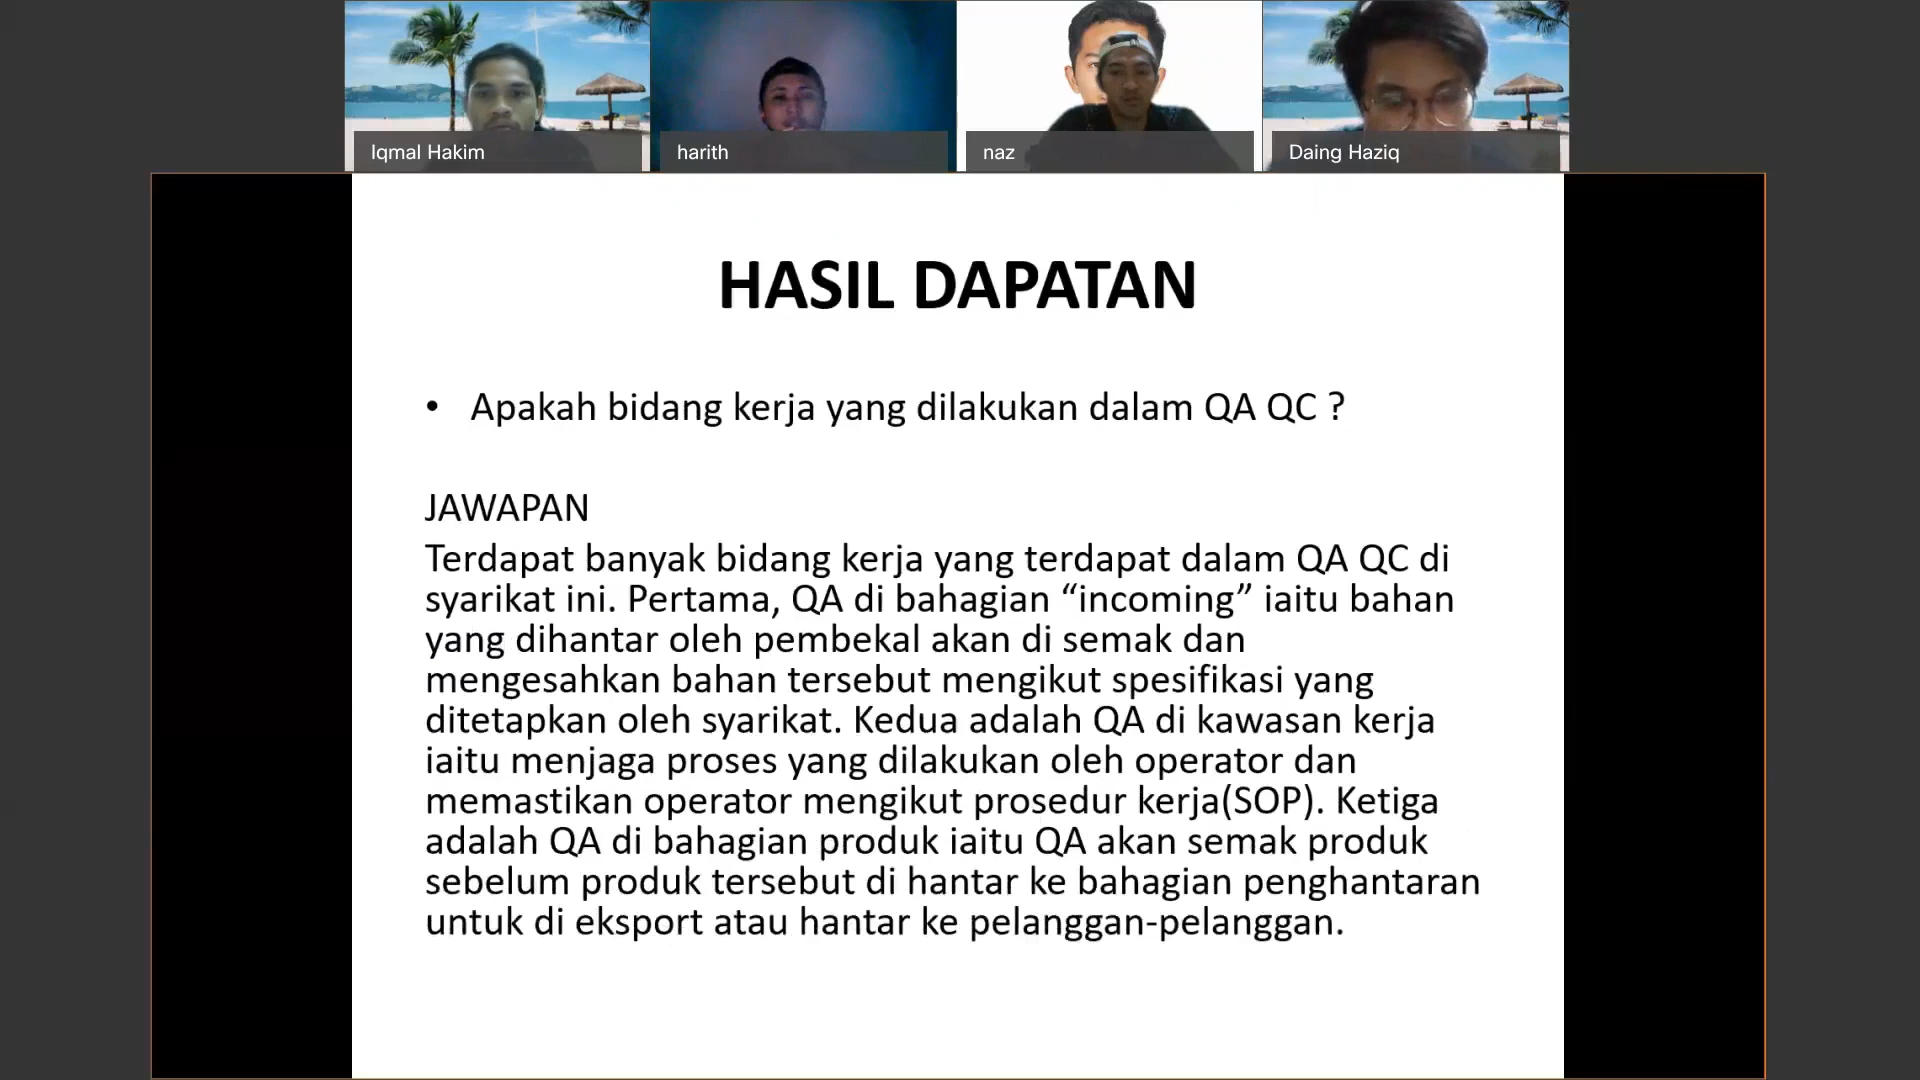 Iqmal Hakim
harith
naz
Daing Haziq
HASIL DAPATAN
• Apakah bidang kerja yang dilakukan dalam QA QC ?
JAWAPAN
Terdapat banyak bidang kerja yang terdapat dalam QA QC di
syarikat ini. Pertama, QA di bahagian “incoming” iaitu bahan
yang dihantar oleh pembekal akan di semak dan
mengesahkan bahan tersebut mengikut spesifikasi yang
ditetapkan oleh syarikat. Kedua adalah QA di kawasan kerja
iaitu menjaga proses yang dilakukan oleh operator dan
memastikan operator mengikut prosedur kerja(SOP). Ketiga
adalah QA di bahagian produk iaitu QA akan semak produk
sebelum produk tersebut di hantar ke bahagian penghantaran
untuk di eksport atau hantar ke pelanggan-pelanggan.